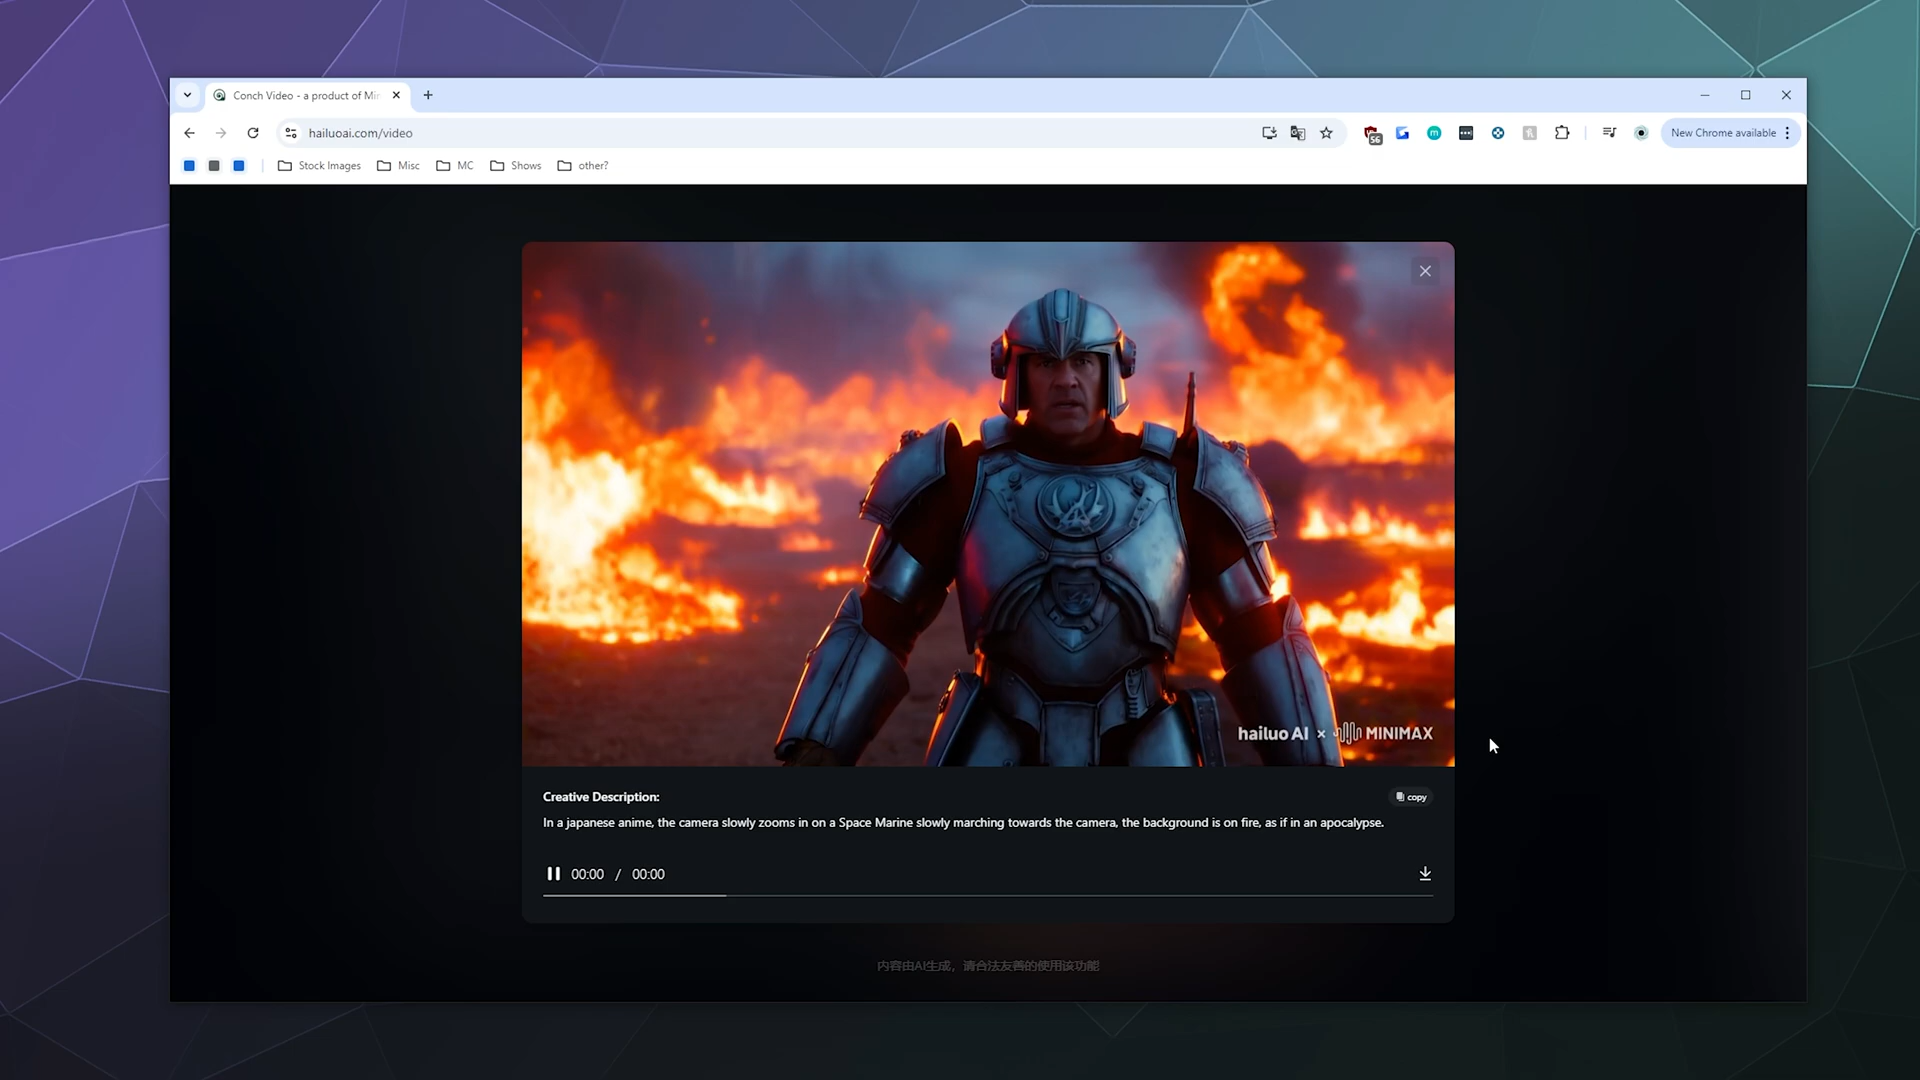 Conch Video - a product of Min
hailuoai.com/video
56
New Chrome available
Stock Images
Misc
MC
Shows
other?
hailuo AI × MINIMAX
Creative Description:
copy
In a japanese anime, the camera slowly zooms in on a Space Marine slowly marching towards the camera, the background is on fire, as if in an apocalypse.
00:00 / 00:00
内容由AI生成，请合法友善的使用该功能